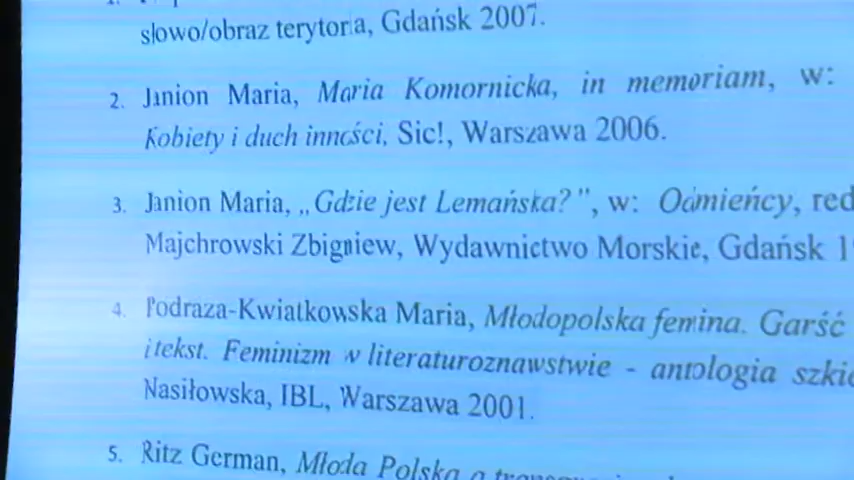 słowo/obraz terytoria, Gdańsk 2007.
2. Janion Maria, Maria Komornicka, in memoriam, w:
Kobiety i duch inności, Sic!, Warszawa 2006.
3. Janion Maria, „Gdzie jest Lemańska?", w: Odmieńcy, red
Majchrowski Zbigniew, Wydawnictwo Morskie, Gdańsk
4. Podraza-Kwiatkowska Maria, Młodopolska femina. Garść
i tekst. Feminizm w literaturoznawstwie - antologia
Nasiłowska, IBL, Warszawa 2001.
5. Ritz German, Młoda Polska a